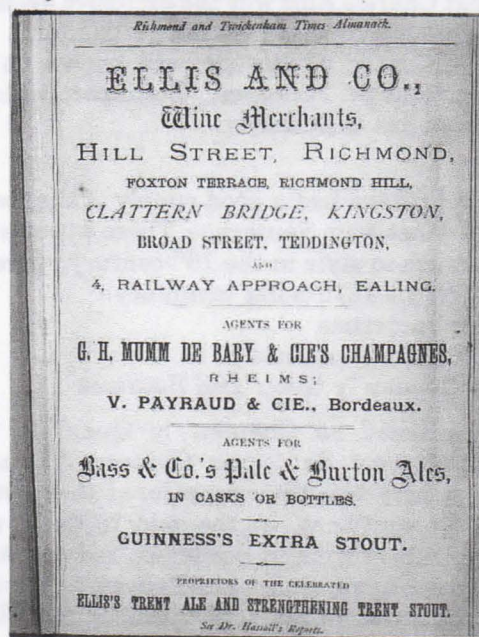 Richmond and Twickenham Times Almanack.
ELLIS AND CO.,
Wine Merchants,
HILL STREET, RICHMOND,
FOXTON TERRACE, RICHMOND HILL,
CLATTERN BRIDGE, KINGSTON,
BROAD STREET, TEDDINGTON,
AND
4, RAILWAY APPROACH, EALING.
AGENTS FOR
G. H. MUMM DE BARY & CIE'S CHAMPAGNES,
RHEIMS;
V. PAYRAUD & CIE., Bordeaux.
AGENTS FOR
Bass & Co.'s Pale & Burton Ales,
IN CASKS OR BOTTLES.
GUINNESS'S EXTRA STOUT.
PROPRIETORS OF THE CELEBRATED
ELLIS'S TRENT ALE AND STRENGTHENING TRENT STOUT.
See Dr. Hassall's Reports.